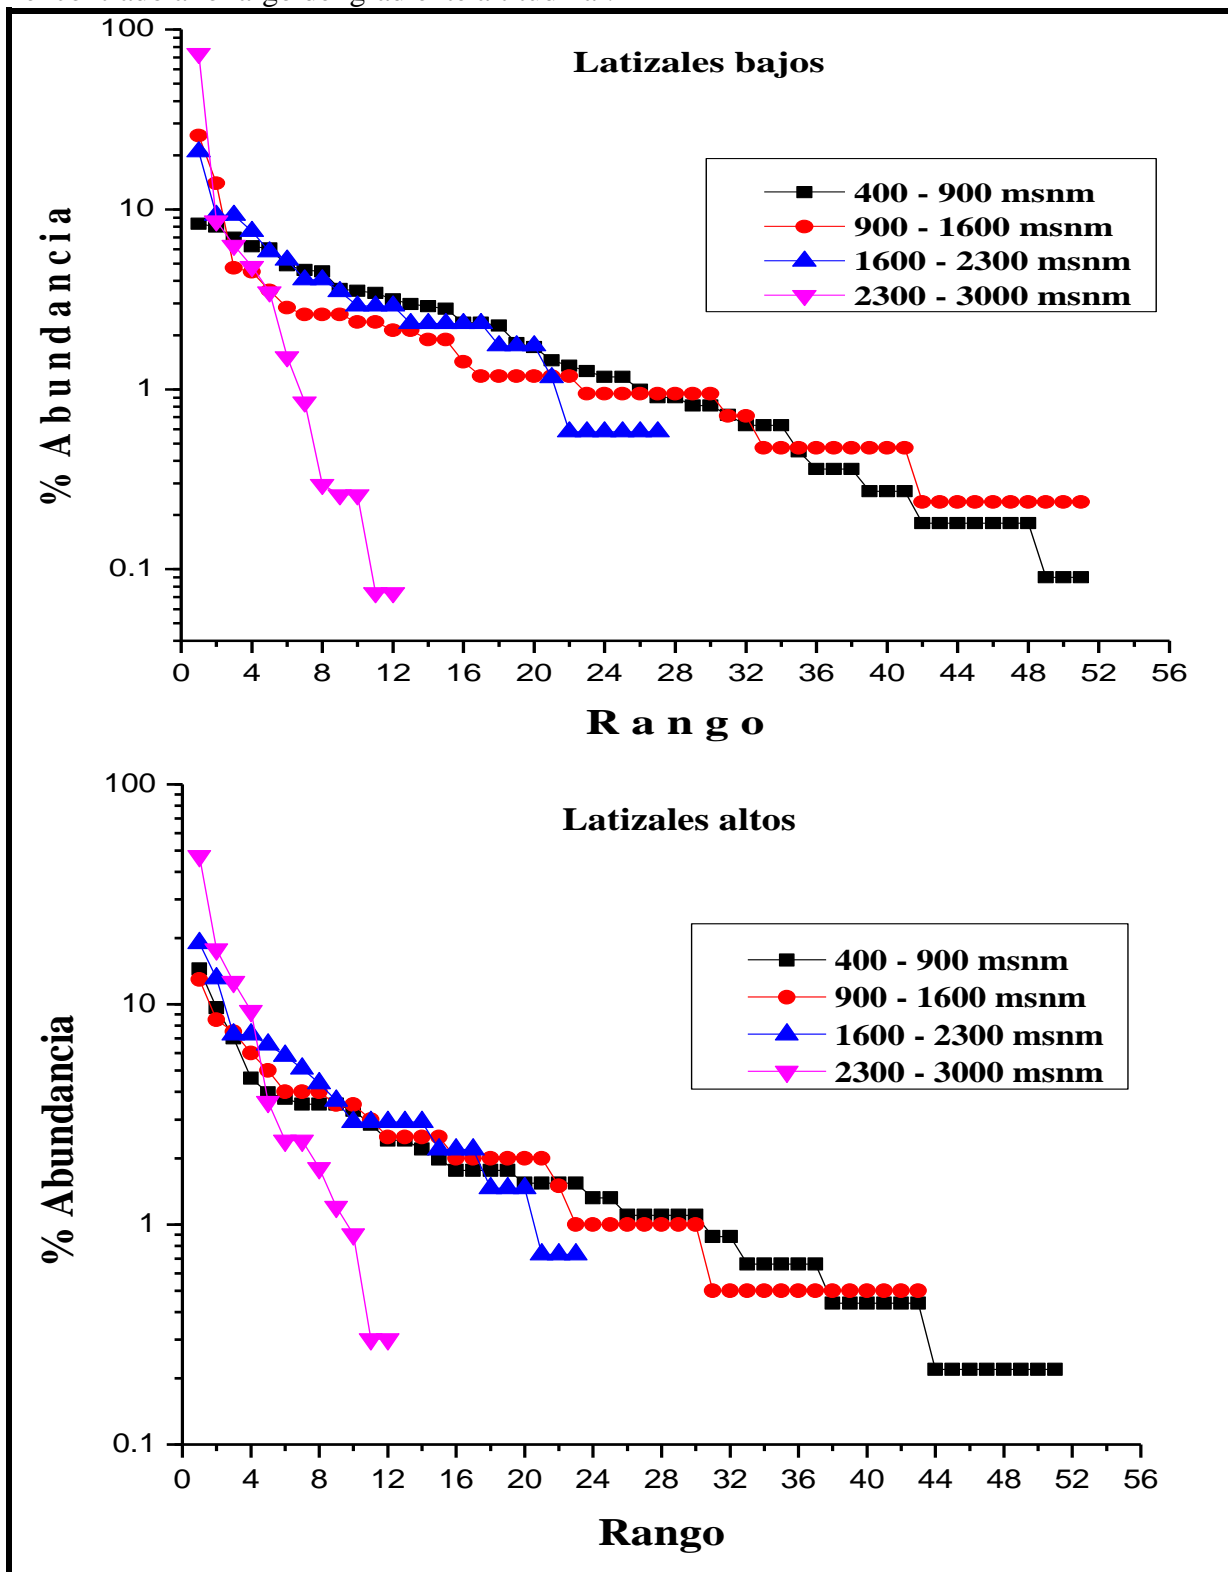 100
Latizales bajos
400 - 900 msnm
900 - 1600 msnm
1600 - 2300 msnm
2300 - 3000 msnm
10
1
0.1
% Abundancia
0 4 8 12 16 20 24 28 32 36 40 44 48 52 56
Rango
100
Latizales altos
400 - 900 msnm
900 - 1600 msnm
1600 - 2300 msnm
2300 - 3000 msnm
10
1
0.1
% Abundancia
0 4 8 12 16 20 24 28 32 36 40 44 48 52 56
Rango